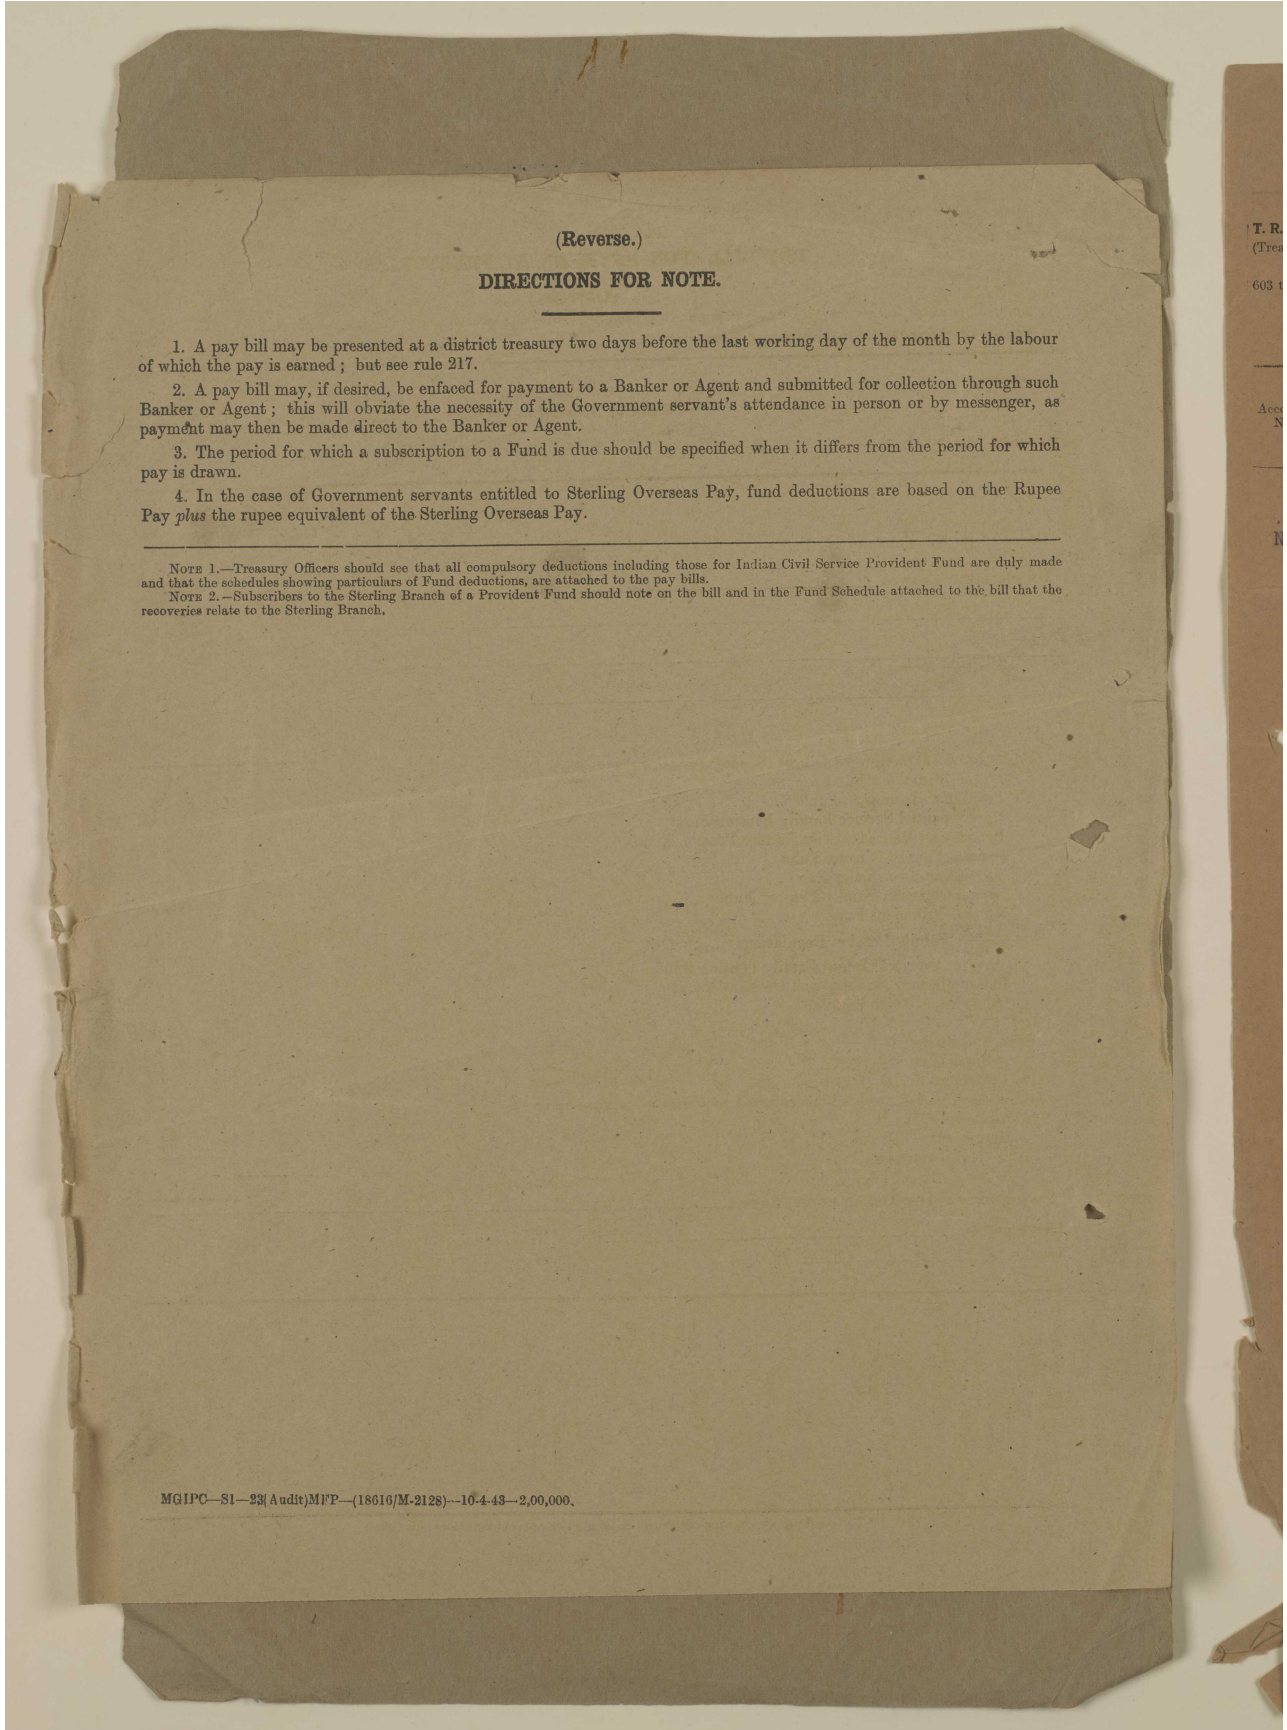 (Reverse.)
DIRECTIONS FOR NOTE.
1. A pay bill may be presented at a district treasury two days before the last working day of the month by the labour
of which the pay is earned ; but see rule 217.
2. A pay bill may, if desired, be enfaced for payment to a Banker or Agent and submitted for collection through such
Banker or Agent ; this will obviate the necessity of the Government servant's attendance in person or by messenger, as
payment may then be made direct to the Banker or Agent.
3. The period for which a subscription to a Fund is due should be specified when it differs from the period for which
pay is drawn.
4. In the case of Government servants entitled to Sterling Overseas Pay, fund deductions are based on the Rupee
Pay plus the rupee equivalent of the Sterling Overseas Pay.
NOTE 1.—Treasury Officers should see that all compulsory deductions including those for Indian Civil Service Provident Fund are duly made
and that the schedules showing particulars of Fund deductions, are attached to the pay bills.
NOTE 2.—Subscribers to the Sterling Branch of a Provident Fund should note on the bill and in the Fund Schedule attached to the bill that the
recoveries relate to the Sterling Branch.
MGIPC—S1—23(Audit)MFP—(18616/M-2128)—10-4-43—2,00,000.
T. R.
(Trea
603 t
Acco
N
N